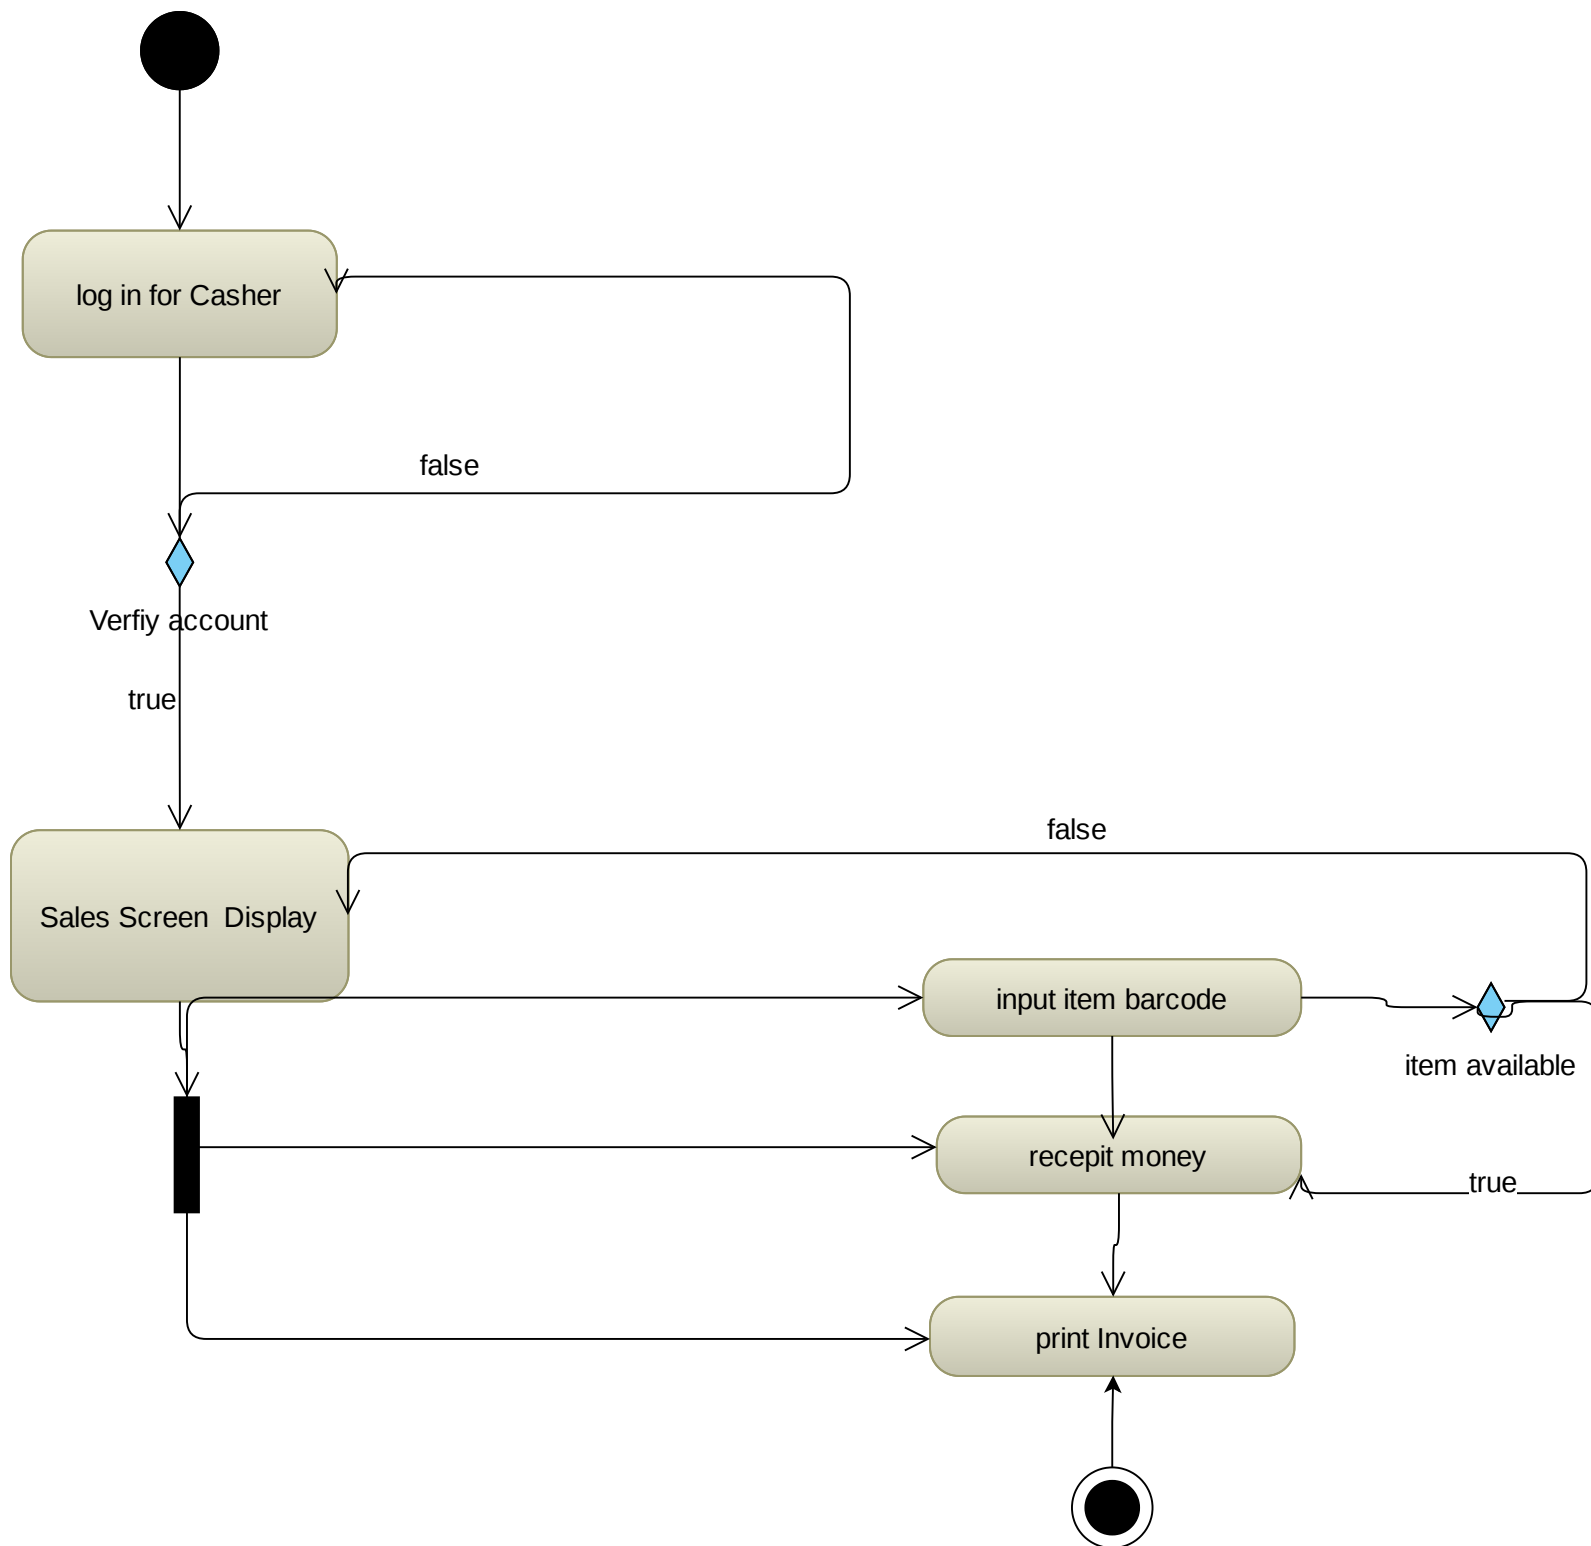 log in for Casher
false
Verfiy account
true
false
Sales Screen  Display
input item barcode
item available
recepit money
true
print Invoice